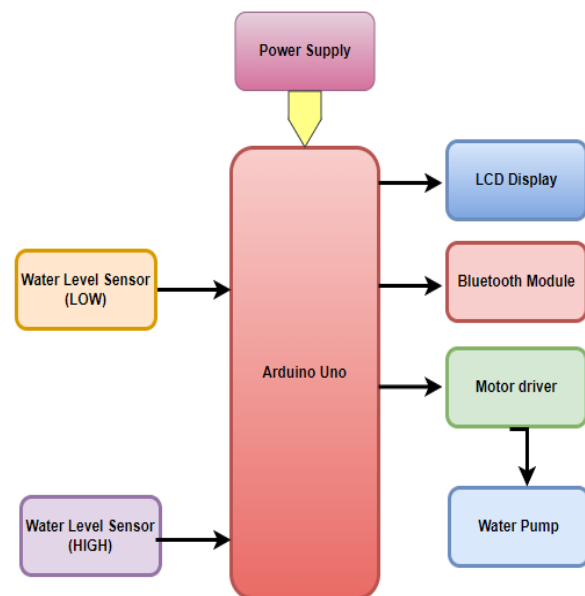 Power Supply
LCD Display
Water Level Sensor
(LOW)
Bluetooth Module
Arduino Uno
Motor driver
Water Level Sensor
(HIGH)
Water Pump